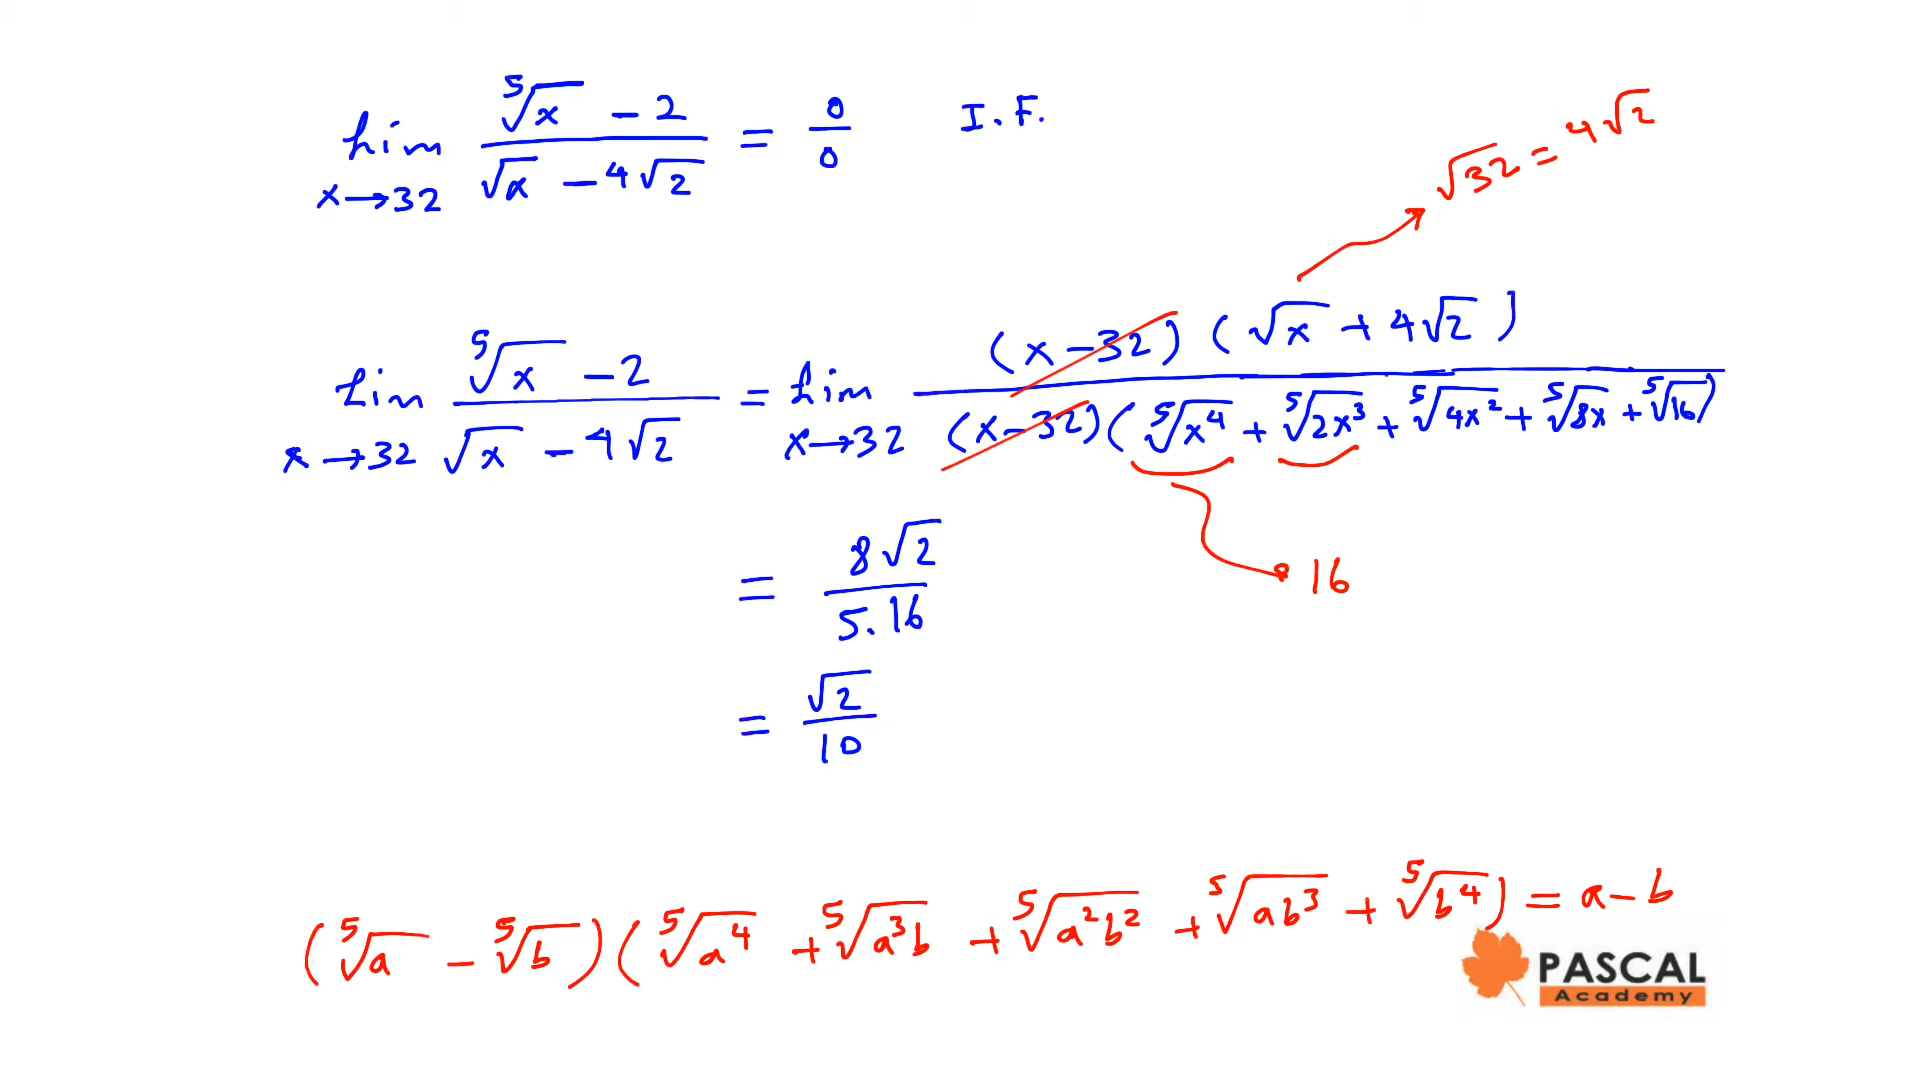 lim x→32 (⁵√x − 2)/(√x − 4√2) = 0/0 I.F.
√32 = 4√2
lim x→32 (⁵√x − 2)/(√x − 4√2) = lim x→32 (x−32)(√x + 4√2)/((x−32)(⁵√x⁴ + ⁵√2x³ + ⁵√4x² + ⁵√8x + ⁵√16))
= 8√2/5.16
16
= √2/10
(⁵√a − ⁵√b)(⁵√a⁴ + ⁵√a³b + ⁵√a²b² + ⁵√ab³ + ⁵√b⁴) = a−b
PASCAL
Academy